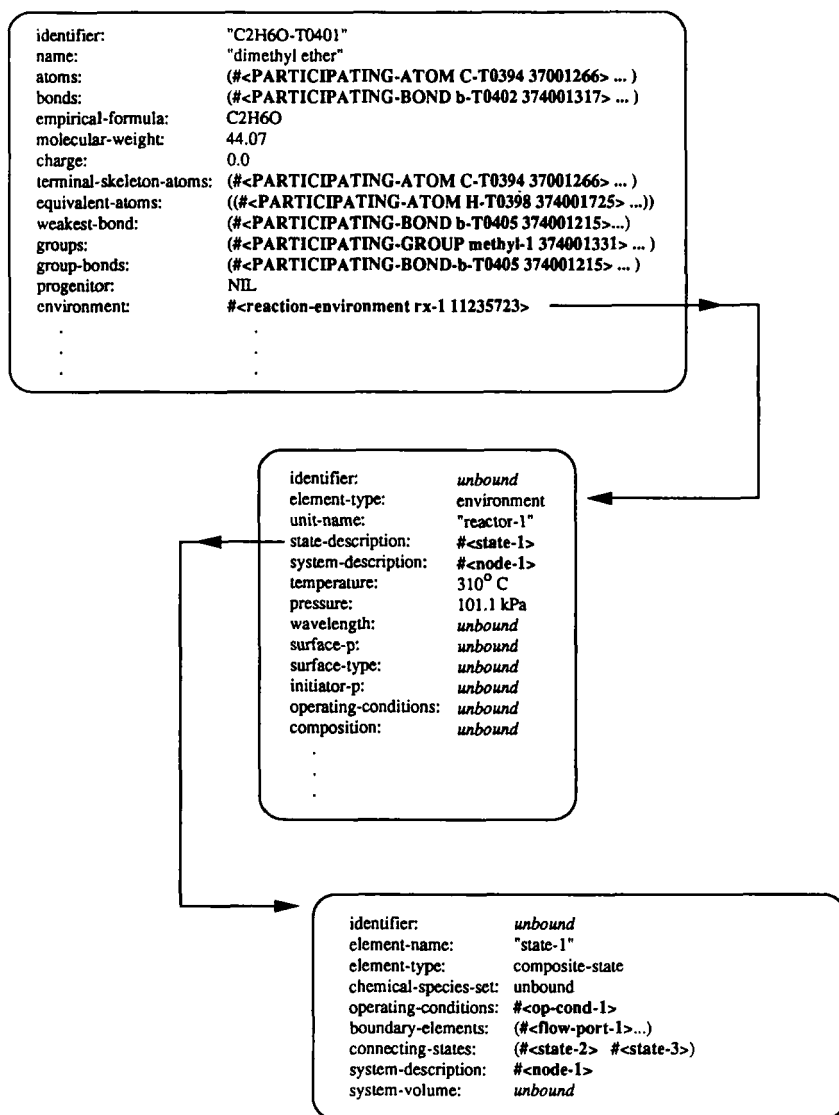 identifier: "C2H6O-T0401"
name: "dimethyl ether"
atoms: (#<PARTICIPATING-ATOM C-T0394 37001266> ... )
bonds: (#<PARTICIPATING-BOND b-T0402 374001317> ... )
empirical-formula: C2H6O
molecular-weight: 44.07
charge: 0.0
terminal-skeleton-atoms: (#<PARTICIPATING-ATOM C-T0394 37001266> ... )
equivalent-atoms: ((#<PARTICIPATING-ATOM H-T0398 374001725> ...))
weakest-bond: (#<PARTICIPATING-BOND b-T0405 374001215>...)
groups: (#<PARTICIPATING-GROUP methyl-1 374001331> ... )
group-bonds: (#<PARTICIPATING-BOND-b-T0405 374001215> ... )
progenitor: NIL
environment: #<reaction-environment rx-1 11235723>
. .
. .
. .
identifier: unbound
element-type: environment
unit-name: "reactor-1"
state-description: #<state-1>
system-description: #<node-1>
temperature: 310° C
pressure: 101.1 kPa
wavelength: unbound
surface-p: unbound
surface-type: unbound
initiator-p: unbound
operating-conditions: unbound
composition: unbound
.
.
.
identifier: unbound
element-name: "state-1"
element-type: composite-state
chemical-species-set: unbound
operating-conditions: #<op-cond-1>
boundary-elements: (#<flow-port-1>...)
connecting-states: (#<state-2> #<state-3>)
system-description: #<node-1>
system-volume: unbound